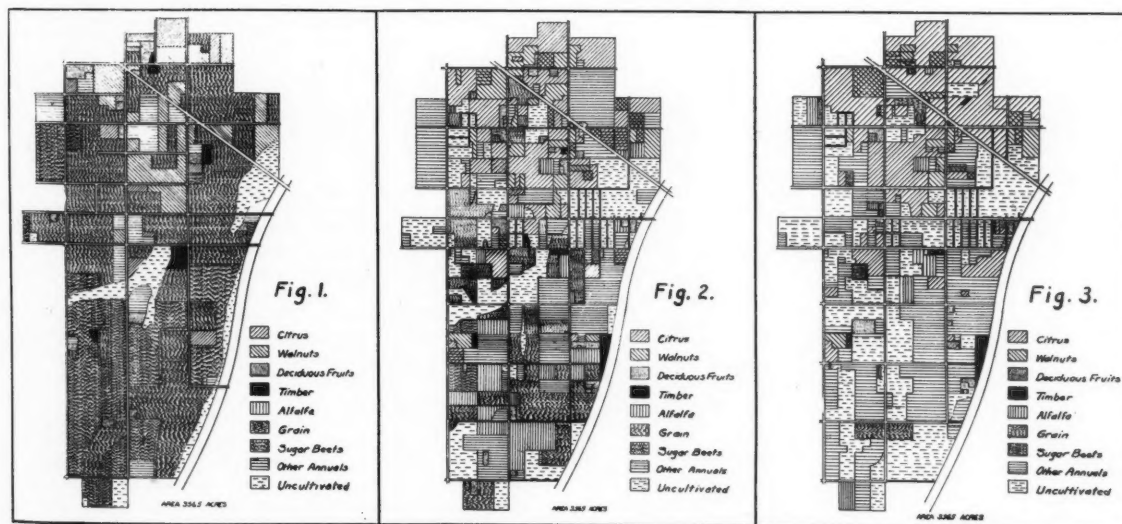 Fig. 1.
Citrus
Walnuts
Deciduous Fruits
Timber
Alfalfa
Grain
Sugar Beets
Other Annuals
Uncultivated
AREA 3365 ACRES
Fig. 2.
Citrus
Walnuts
Deciduous Fruits
Timber
Alfalfa
Grain
Sugar Beets
Other Annuals
Uncultivated
AREA 3365 ACRES
Fig. 3.
Citrus
Walnuts
Deciduous Fruits
Timber
Alfalfa
Grain
Sugar Beets
Other Annuals
Uncultivated
AREA 3365 ACRES